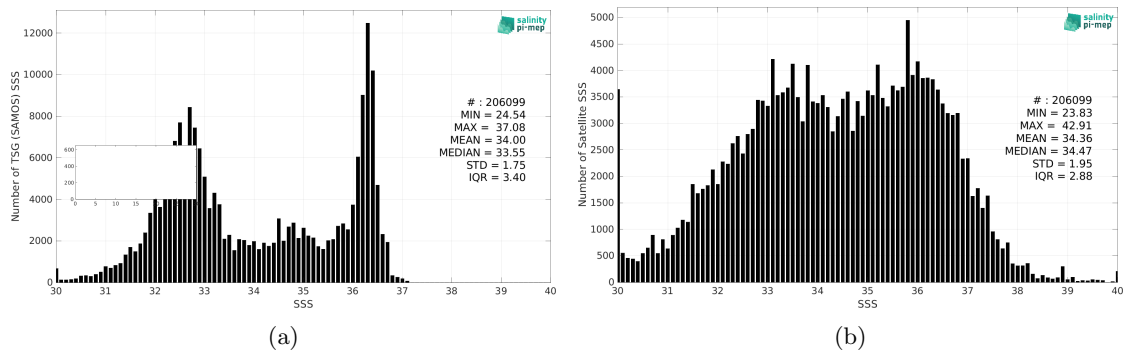 salinity
pi-mep
Number of TSG (SAMOS) SSS
12000
10000
8000
6000
4000
2000
0
# : 206099
MIN = 24.54
MAX = 37.08
MEAN = 34.00
MEDIAN = 33.55
STD = 1.75
IQR = 3.40
600
400
200
0
0 5 10 15
30 31 32 33 34 35 36 37 38 39 40
SSS
(a)
salinity
pi-mep
Number of Satellite SSS
5000
4500
4000
3500
3000
2500
2000
1500
1000
500
0
# : 206099
MIN = 23.83
MAX = 42.91
MEAN = 34.36
MEDIAN = 34.47
STD = 1.95
IQR = 2.88
30 31 32 33 34 35 36 37 38 39 40
SSS
(b)